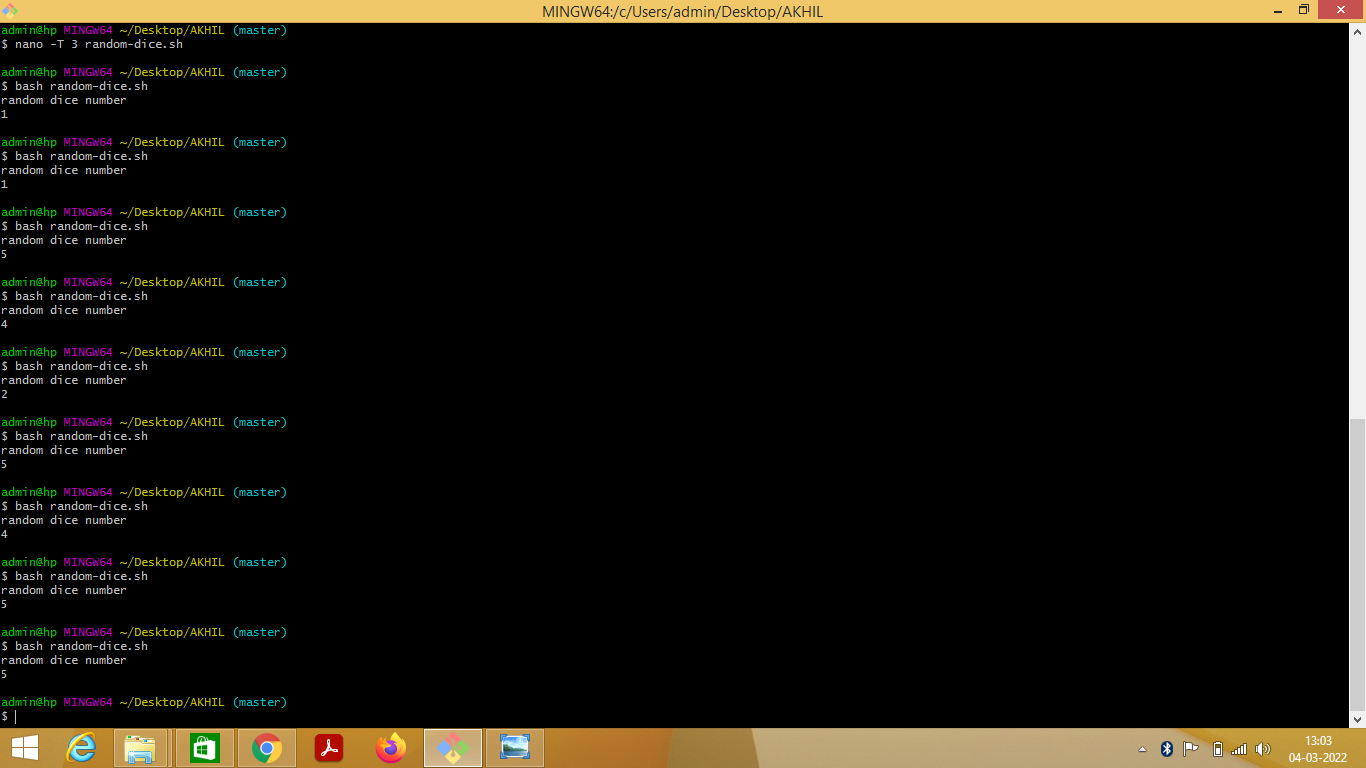 MINGW64:/c/Users/admin/Desktop/AKHIL
admin@hp MINGW64 ~/Desktop/AKHIL (master)
$ nano -T 3 random-dice.sh
admin@hp MINGW64 ~/Desktop/AKHIL (master)
$ bash random-dice.sh
random dice number
1
admin@hp MINGW64 ~/Desktop/AKHIL (master)
$ bash random-dice.sh
random dice number
1
admin@hp MINGW64 ~/Desktop/AKHIL (master)
$ bash random-dice.sh
random dice number
5
admin@hp MINGW64 ~/Desktop/AKHIL (master)
$ bash random-dice.sh
random dice number
4
admin@hp MINGW64 ~/Desktop/AKHIL (master)
$ bash random-dice.sh
random dice number
2
admin@hp MINGW64 ~/Desktop/AKHIL (master)
$ bash random-dice.sh
random dice number
5
admin@hp MINGW64 ~/Desktop/AKHIL (master)
$ bash random-dice.sh
random dice number
4
admin@hp MINGW64 ~/Desktop/AKHIL (master)
$ bash random-dice.sh
random dice number
5
admin@hp MINGW64 ~/Desktop/AKHIL (master)
$ bash random-dice.sh
random dice number
5
admin@hp MINGW64 ~/Desktop/AKHIL (master)
$
13:03
04-03-2022